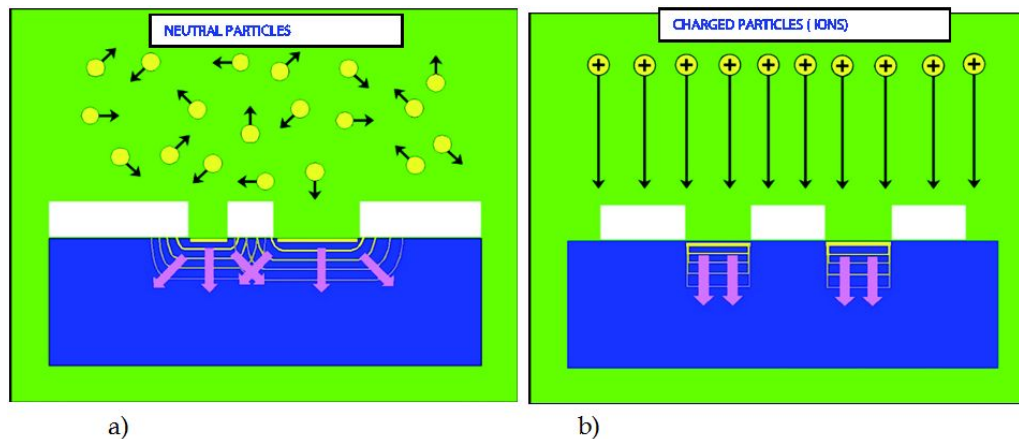 NEUTRAL PARTICLES
CHARGED PARTICLES ( IONS)
+ + + + + + + + + +
a)
b)